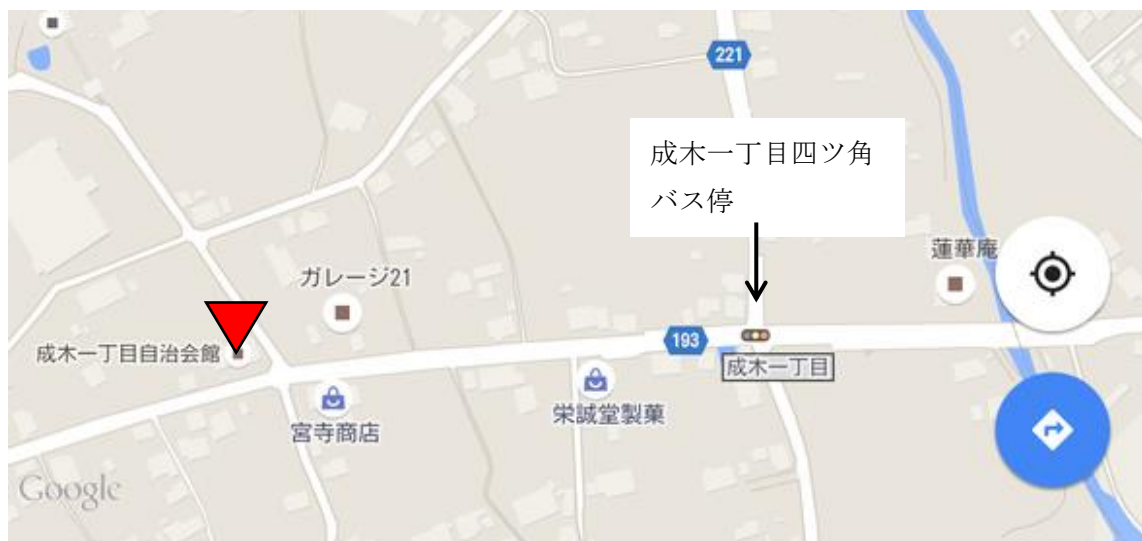 221
成木一丁目四ツ角
バス停
蓮華庵
ガレージ21
成木一丁目自治会館
193
成木一丁目
栄誠堂製菓
宮寺商店
Google